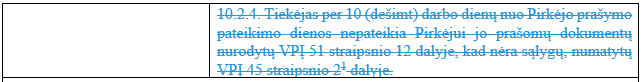 10.2.4. Tiekėjas per 10 (dešimt) darbo dienų nuo Pirkėjo prašymo
pateikimo dienos nepateikia Pirkėjui jo prašomų dokumentų
nurodytų VPĮ 51 straipsnio 12 dalyje, kad nėra sąlygų, numatytų
VPĮ 45 straipsnio 2¹ dalyje.